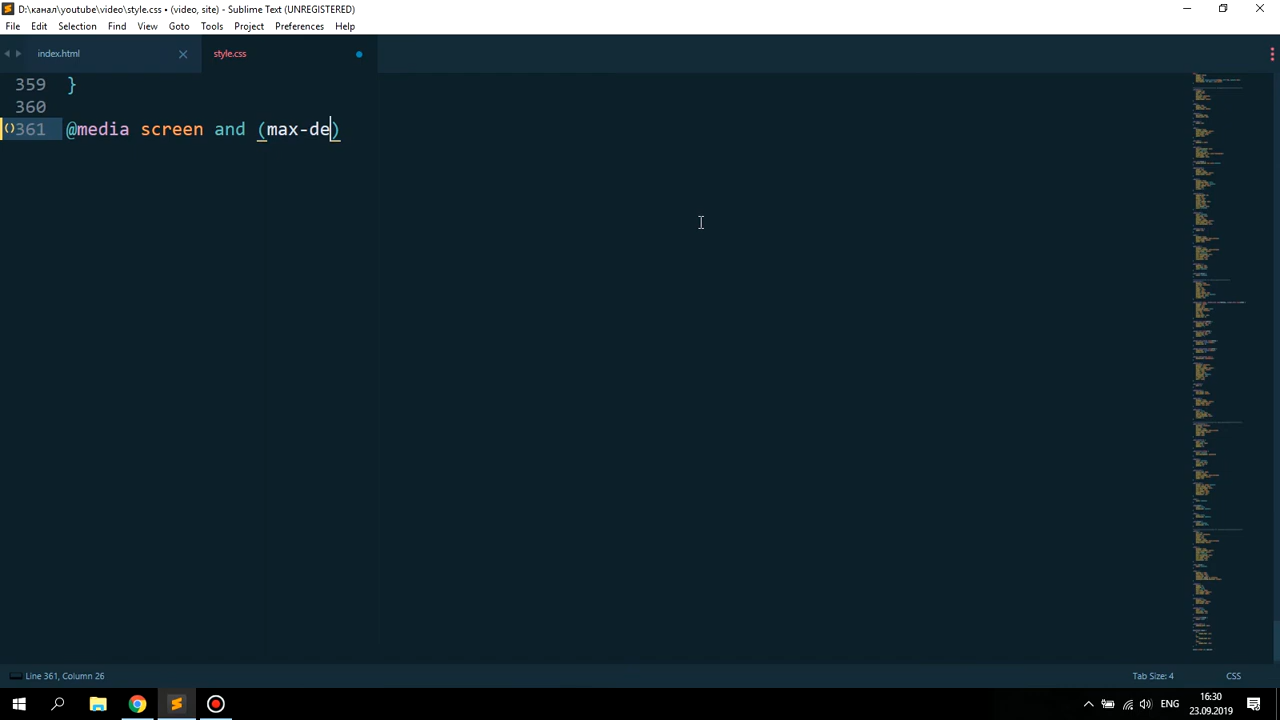 D:\канал\youtube\video\style.css • (video, site) - Sublime Text (UNREGISTERED)
File Edit Selection Find View Goto Tools Project Preferences Help
index.html style.css
359 }
360
361 @media screen and (max-de)
Line 361, Column 26 Tab Size: 4 CSS
ENG 16:30
23.09.2019